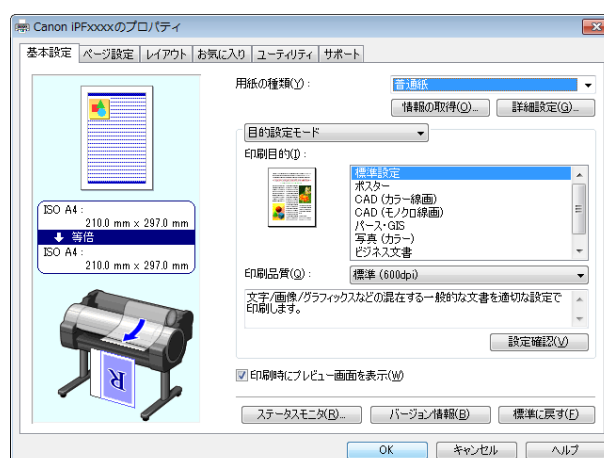 Canon iPFxxxxのプロパティ
基本設定 ページ設定 レイアウト お気に入り ユーティリティ サポート
用紙の種類(Y):
普通紙
情報の取得(O)... 詳細設定(G)...
目的設定モード
印刷目的(I):
標準設定
ポスター
CAD (カラー線画)
CAD (モノクロ線画)
パース・GIS
写真 (カラー)
ビジネス文書
ISO A4 :
210.0 mm x 297.0 mm
等倍
ISO A4 :
210.0 mm x 297.0 mm
印刷品質(Q):
標準 (600dpi)
文字/画像/グラフィックスなどの混在する一般的な文書を適切な設定で
印刷します。
設定確認(V)
R
印刷時にプレビュー画面を表示(W)
ステータスモニタ(R)... バージョン情報(B) 標準に戻す(F)
OK キャンセル ヘルプ